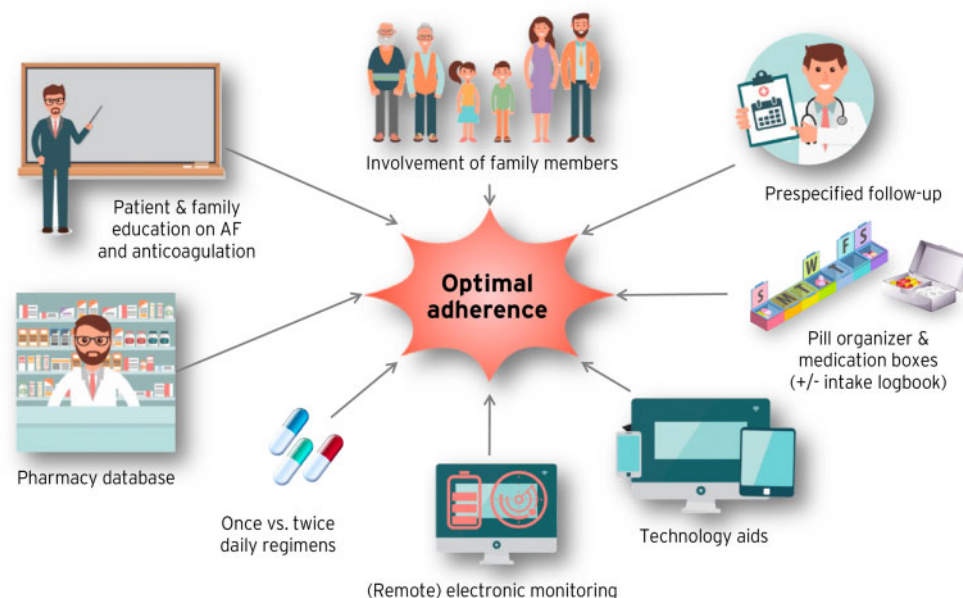 Involvement of family members
Prespecified follow-up
Patient & family
education on AF
and anticoagulation
Optimal
adherence
S M T W T F S
Pill organizer &
medication boxes
(+/- intake logbook)
Pharmacy database
Once vs. twice
daily regimens
Technology aids
(Remote) electronic monitoring